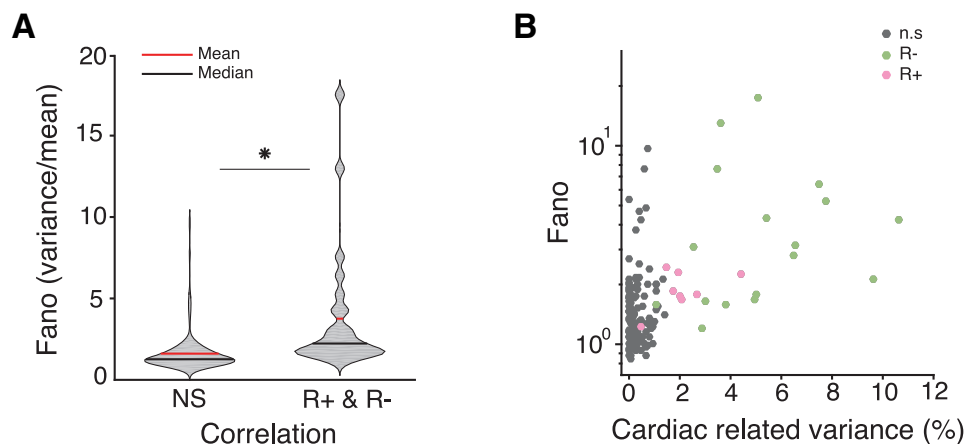 A
Mean
Median
20
15
10
5
0
Fano (variance/mean)
*
NS
R+ & R-
Correlation
B
n.s
R-
R+
10¹
10⁰
Fano
0 2 4 6 8 10 12
Cardiac related variance (%)